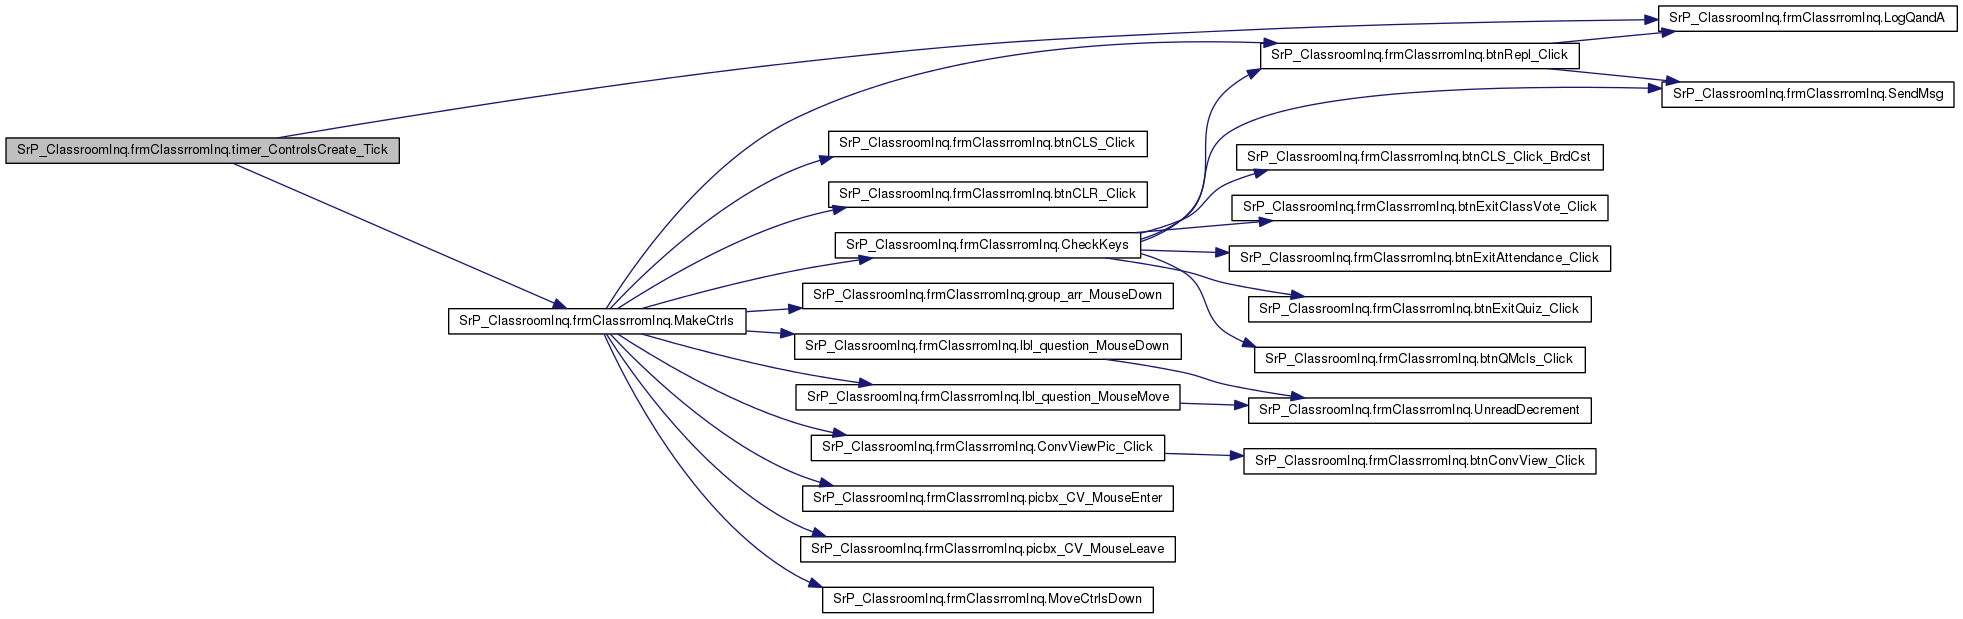 SrP_ClassroomInq.frmClassrromInq.LogQandA
SrP_ClassroomInq.frmClassrromInq.btnRepl_Click
SrP_ClassroomInq.frmClassrromInq.SendMsg
SrP_ClassroomInq.frmClassrromInq.btnCLS_Click
SrP_ClassroomInq.frmClassrromInq.timer_ControlsCreate_Tick
SrP_ClassroomInq.frmClassrromInq.btnCLS_Click_BrdCst
SrP_ClassroomInq.frmClassrromInq.btnCLR_Click
SrP_ClassroomInq.frmClassrromInq.btnExitClassVote_Click
SrP_ClassroomInq.frmClassrromInq.CheckKeys
SrP_ClassroomInq.frmClassrromInq.btnExitAttendance_Click
SrP_ClassroomInq.frmClassrromInq.group_arr_MouseDown
SrP_ClassroomInq.frmClassrromInq.btnExitQuiz_Click
SrP_ClassroomInq.frmClassrromInq.MakeCtrls
SrP_ClassroomInq.frmClassrromInq.lbl_question_MouseDown
SrP_ClassroomInq.frmClassrromInq.btnQMcls_Click
SrP_ClassroomInq.frmClassrromInq.lbl_question_MouseMove
SrP_ClassroomInq.frmClassrromInq.UnreadDecrement
SrP_ClassroomInq.frmClassrromInq.ConvViewPic_Click
SrP_ClassroomInq.frmClassrromInq.btnConvView_Click
SrP_ClassroomInq.frmClassrromInq.picbx_CV_MouseEnter
SrP_ClassroomInq.frmClassrromInq.picbx_CV_MouseLeave
SrP_ClassroomInq.frmClassrromInq.MoveCtrlsDown